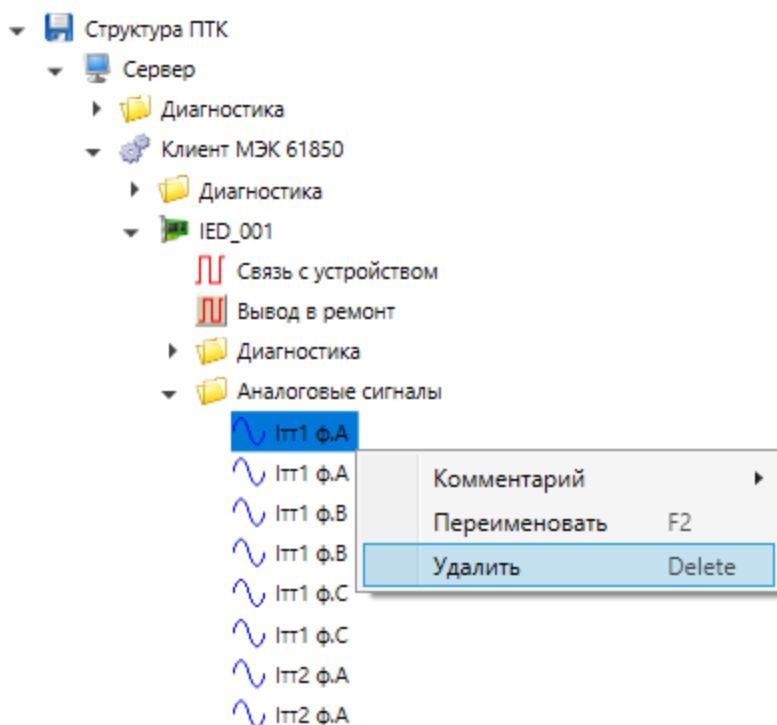 Структура ПТК
Сервер
Диагностика
Клиент МЭК 61850
Диагностика
IED_001
Связь с устройством
Вывод в ремонт
Диагностика
Аналоговые сигналы
Iтт1 ф.А
Iтт1 ф.А
Iтт1 ф.В
Iтт1 ф.В
Iтт1 ф.С
Iтт1 ф.С
Iтт2 ф.А
Iтт2 ф.А
Комментарий
Переименовать F2
Удалить Delete